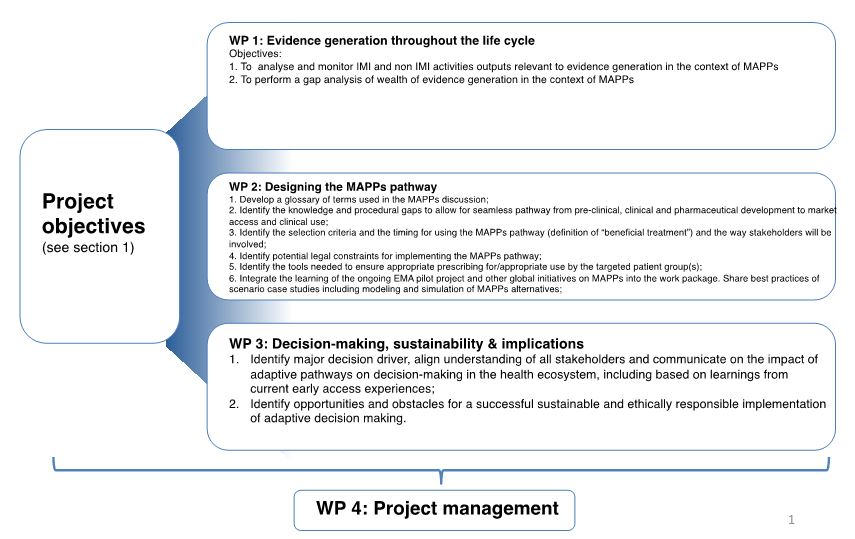 WP 1: Evidence generation throughout the life cycle
Objectives:
1. To  analyse and monitor IMI and non IMI activities outputs relevant to evidence generation in the context of MAPPs
2. To perform a gap analysis of wealth of evidence generation in the context of MAPPs
Project
objectives
(see section 1)
WP 2: Designing the MAPPs pathway
1. Develop a glossary of terms used in the MAPPs discussion;
2. Identify the knowledge and procedural gaps to allow for seamless pathway from pre-clinical, clinical and pharmaceutical development to market
access and clinical use;
3. Identify the selection criteria and the timing for using the MAPPs pathway (definition of “beneficial treatment”) and the way stakeholders will be
involved;
4. Identify potential legal constraints for implementing the MAPPs pathway;
5. Identify the tools needed to ensure appropriate prescribing for/appropriate use by the targeted patient group(s);
6. Integrate the learning of the ongoing EMA pilot project and other global initiatives on MAPPs into the work package. Share best practices of
scenario case studies including modeling and simulation of MAPPs alternatives;
WP 3: Decision-making, sustainability & implications
1. Identify major decision driver, align understanding of all stakeholders and communicate on the impact of
adaptive pathways on decision-making in the health ecosystem, including based on learnings from
current early access experiences;
2. Identify opportunities and obstacles for a successful sustainable and ethically responsible implementation
of adaptive decision making.
WP 4: Project management
1